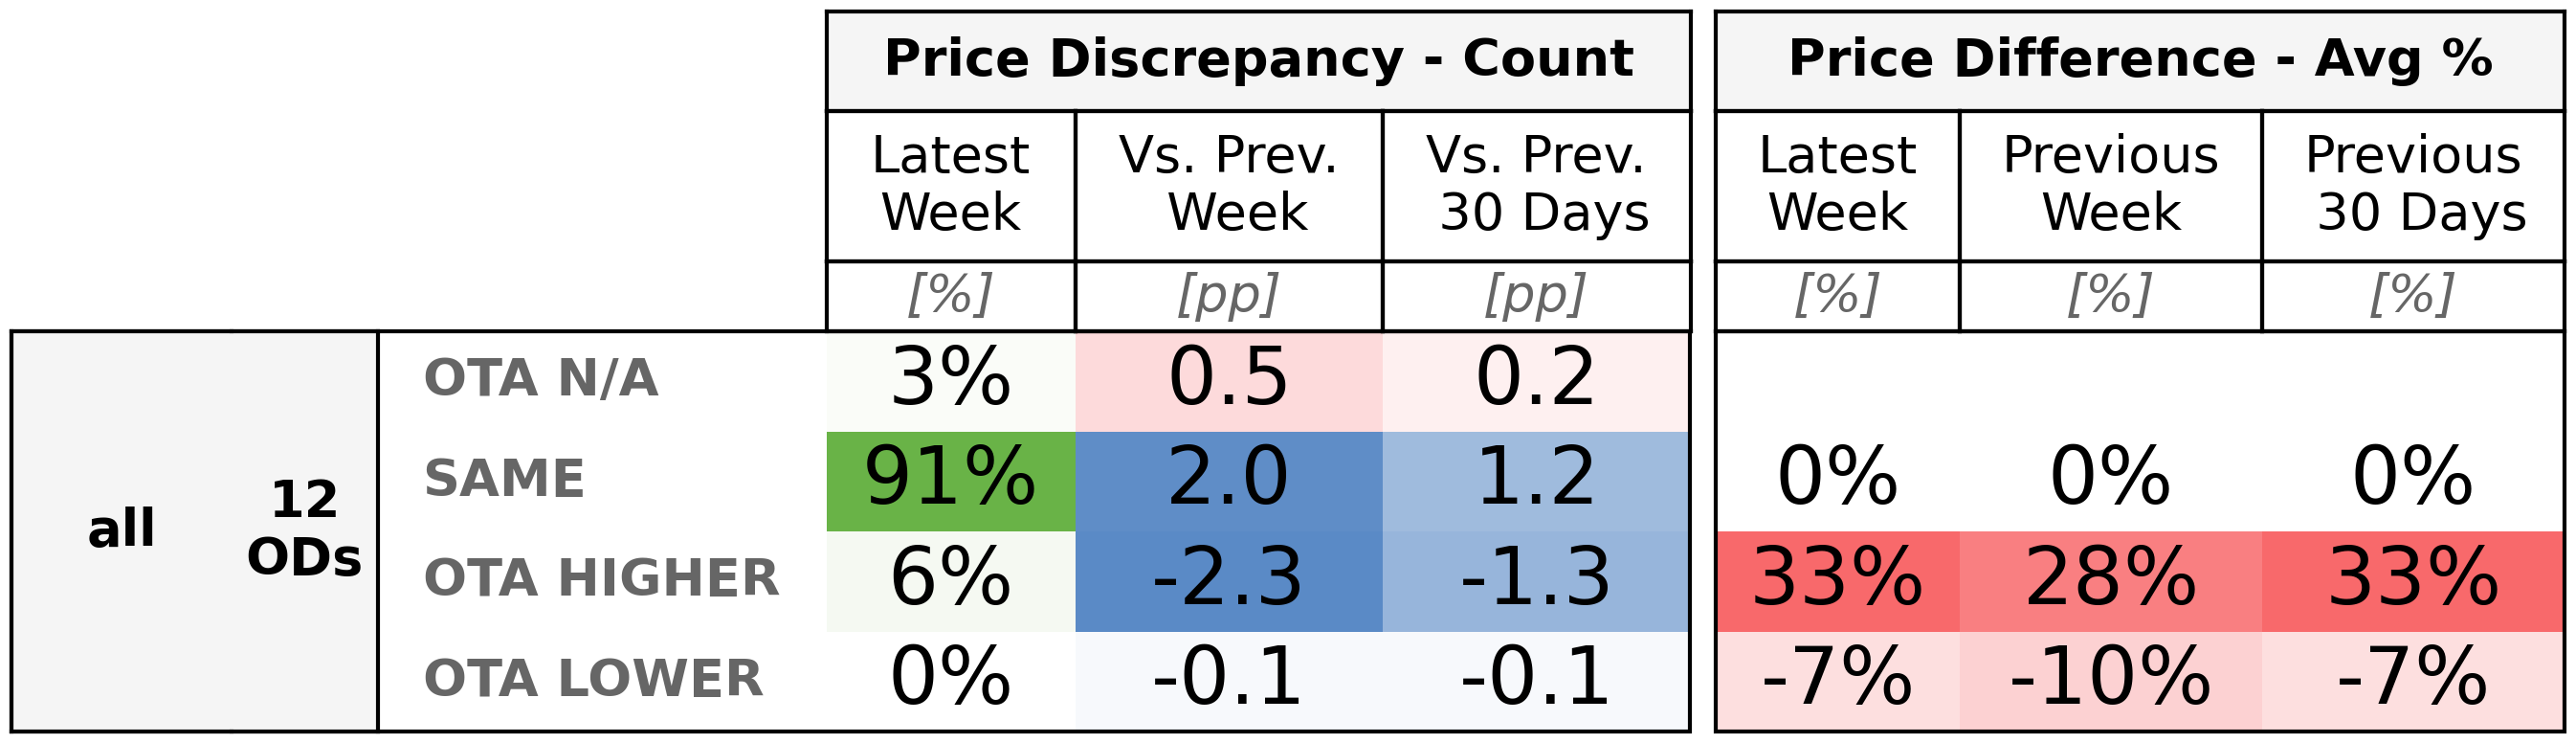 Price Discrepancy - Count Price Difference - Avg %
Latest Week Vs. Prev. Week Vs. Prev. 30 Days Latest Week Previous Week Previous 30 Days
[%] [pp] [pp] [%] [%] [%]
all 12 ODs
OTA N/A 3% 0.5 0.2
SAME 91% 2.0 1.2 0% 0% 0%
OTA HIGHER 6% -2.3 -1.3 33% 28% 33%
OTA LOWER 0% -0.1 -0.1 -7% -10% -7%